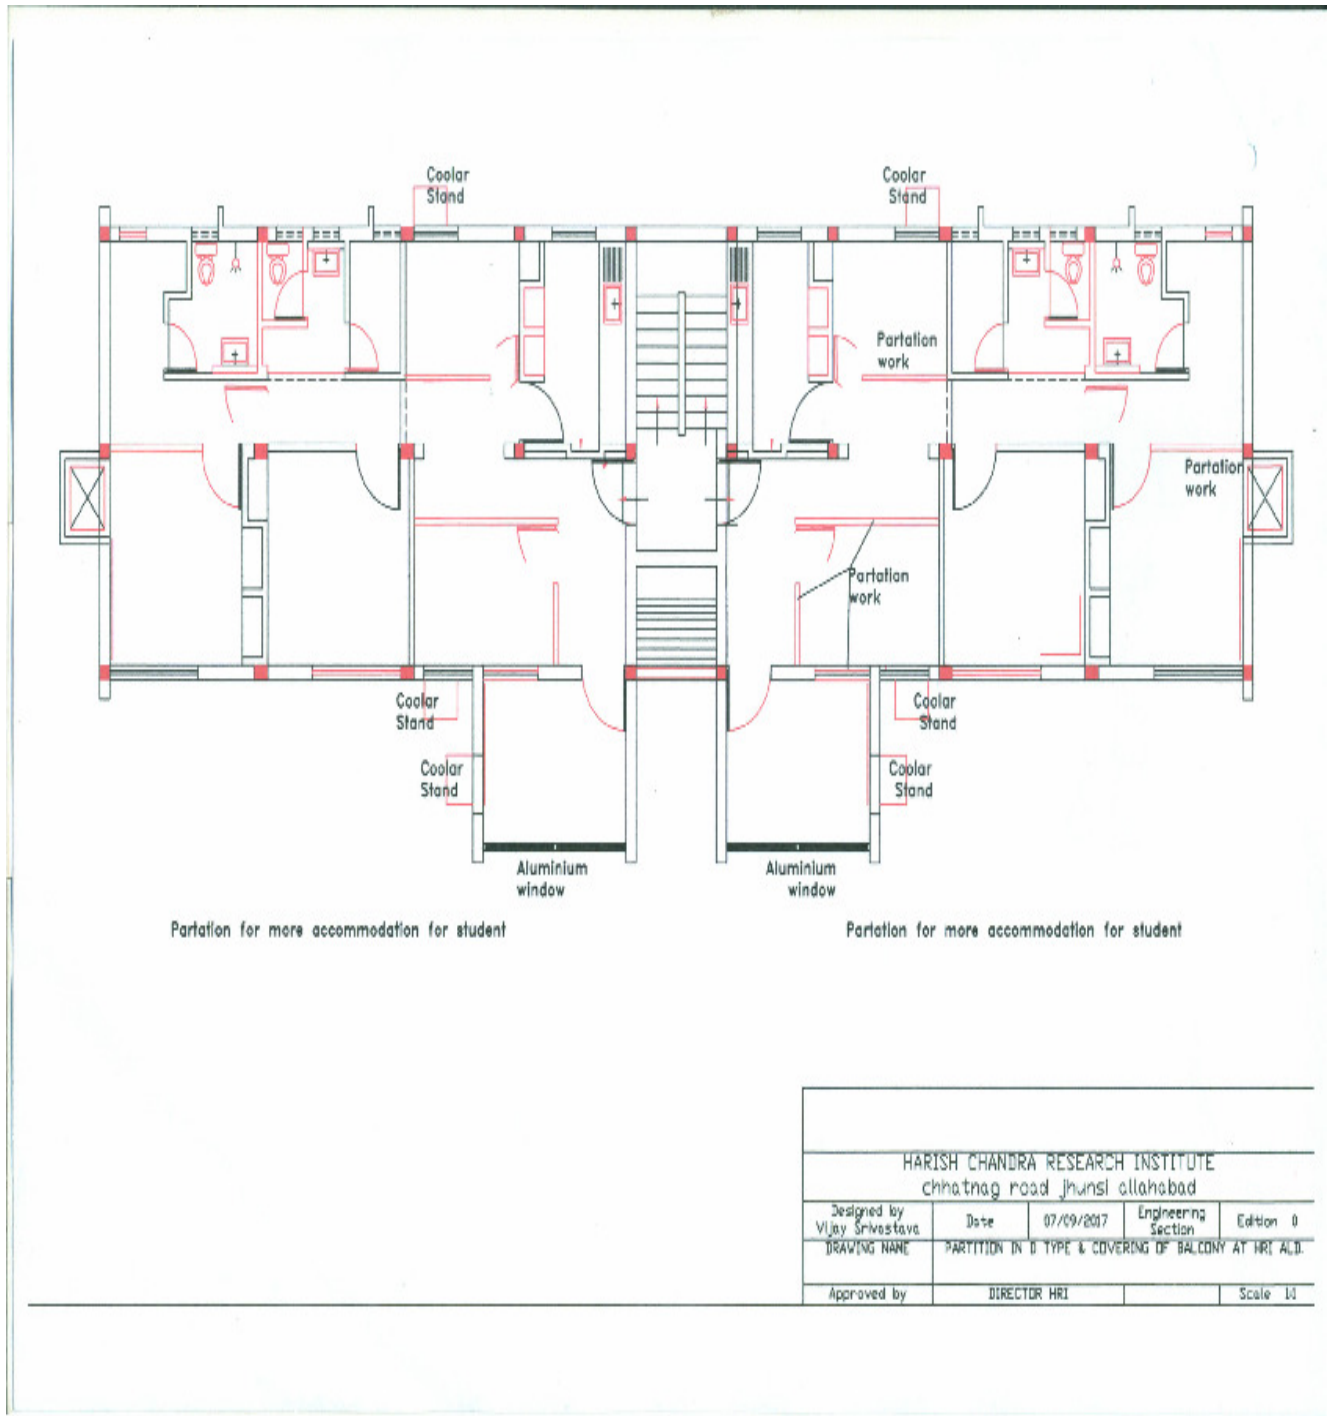 Coolar
Stand
Coolar
Stand
Partation
work
Partation
work
Partation
work
Coolar
Stand
Coolar
Stand
Coolar
Stand
Coolar
Stand
Aluminium
window
Aluminium
window
Partation for more accommodation for student
Partation for more accommodation for student
HARISH CHANDRA RESEARCH INSTITUTE
chhatnag road jhunsi allahabad
Designed by
Vijay Srivastava
Date
07/09/2017
Engineering
Section
Edition 0
DRAWING NAME
PARTITION IN D TYPE & COVERING OF BALCONY AT HRI ALD.
Approved by
DIRECTOR HRI
Scale 1:1